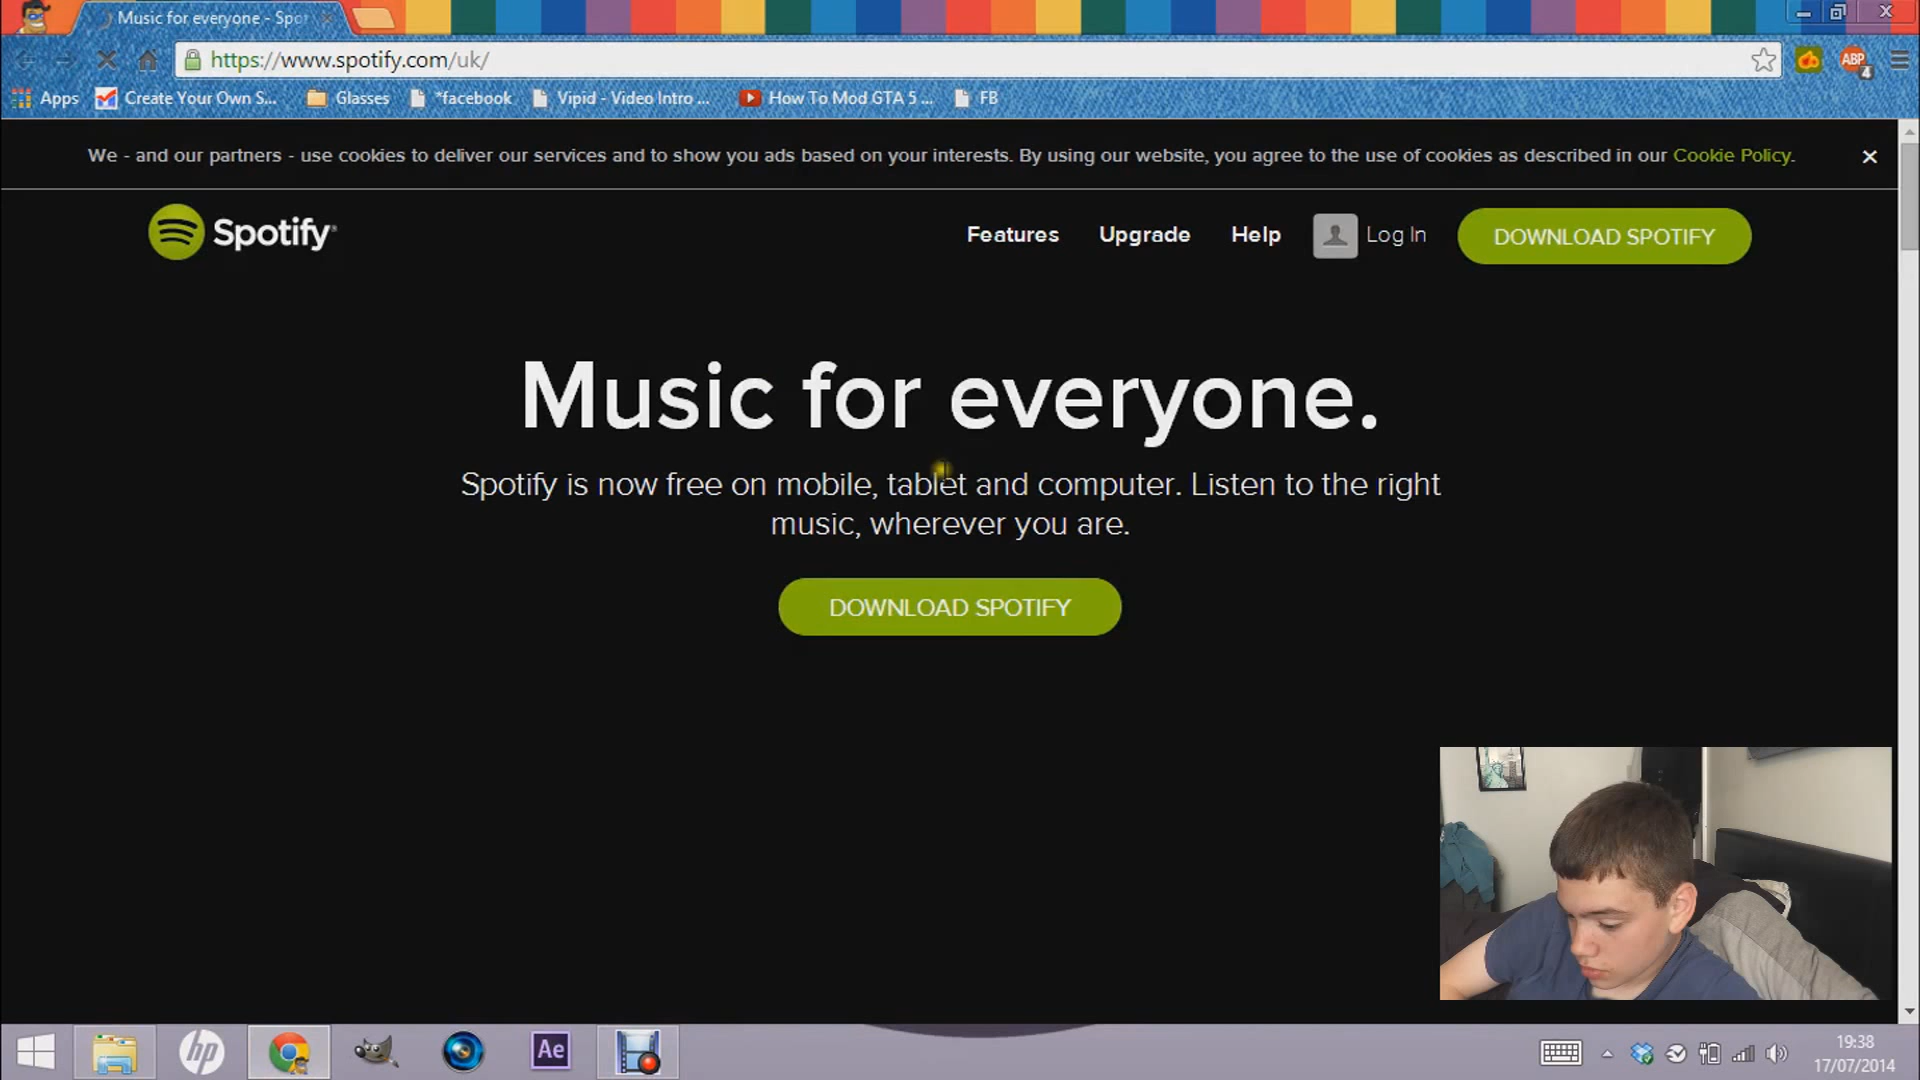 Music for everyone - Spot
https://www.spotify.com/uk/
ABP
4
Apps
Create Your Own S...
Glasses
*facebook
Vipid - Video Intro ...
How To Mod GTA 5 ...
FB
We - and our partners - use cookies to deliver our services and to show you ads based on your interests. By using our website, you agree to the use of cookies as described in our Cookie Policy.
Spotify
Features
Upgrade
Help
Log In
DOWNLOAD SPOTIFY
Music for everyone.
Spotify is now free on mobile, tablet and computer. Listen to the right
music, wherever you are.
DOWNLOAD SPOTIFY
hp
Ae
19:38
17/07/2014